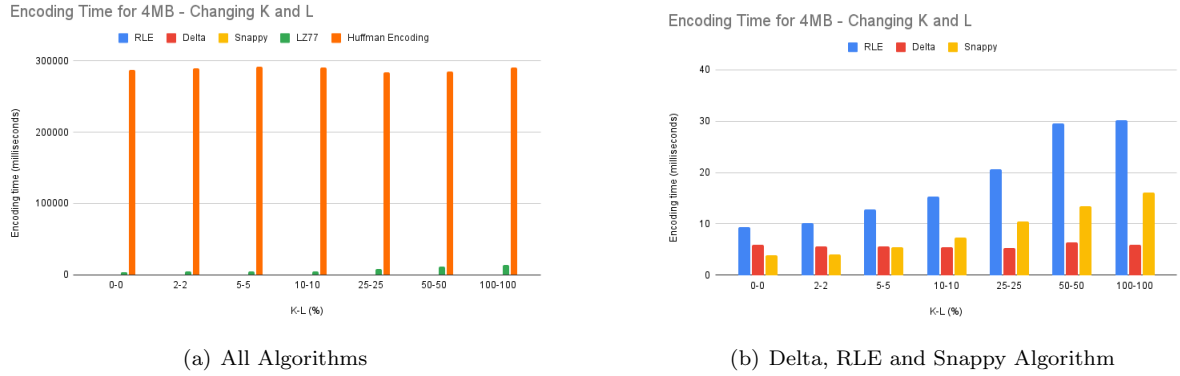 Encoding Time for 4MB - Changing K and L
RLE Delta Snappy LZ77 Huffman Encoding
Encoding time (milliseconds)
300000
200000
100000
0
0-0 2-2 5-5 10-10 25-25 50-50 100-100
K-L (%)
(a) All Algorithms
Encoding Time for 4MB - Changing K and L
RLE Delta Snappy
Encoding time (milliseconds)
40
30
20
10
0
0-0 2-2 5-5 10-10 25-25 50-50 100-100
K-L (%)
(b) Delta, RLE and Snappy Algorithm